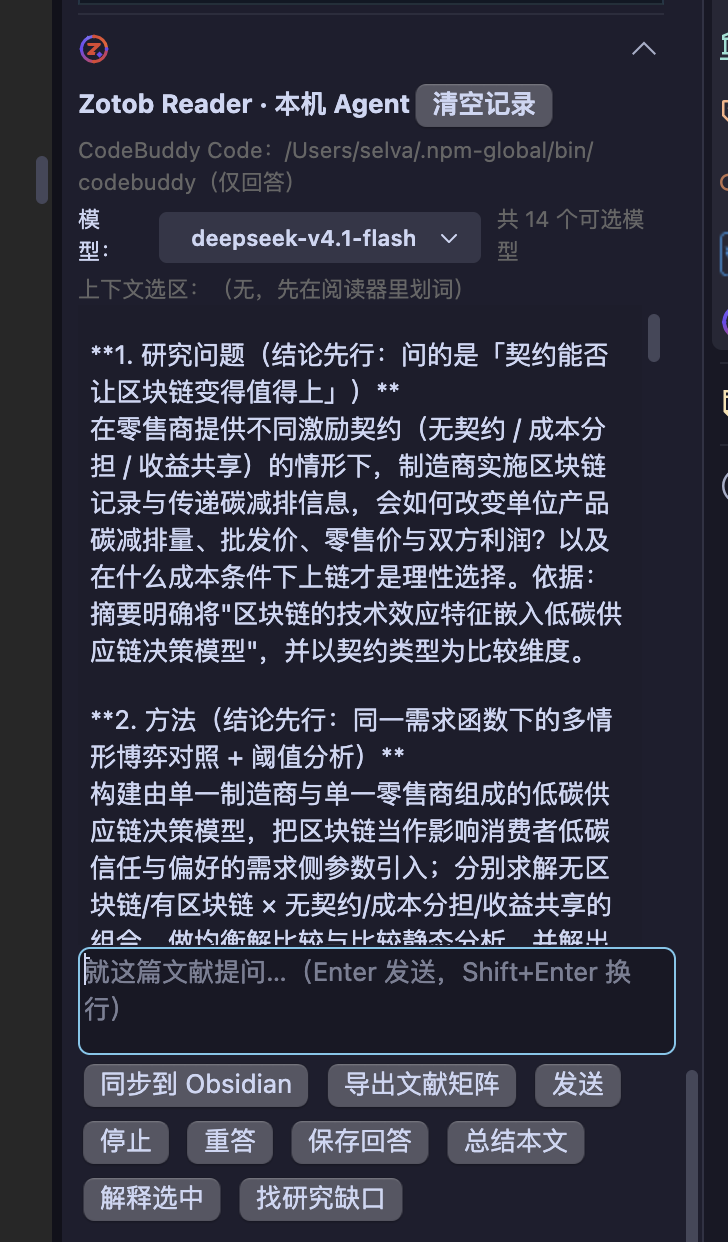 Zotob Reader · 本机 Agent 清空记录
CodeBuddy Code：/Users/selva/.npm-global/bin/
codebuddy（仅回答）
模
型：
deepseek-v4.1-flash
共 14 个可选模
型
上下文选区：（无，先在阅读器里划词）
**1. 研究问题（结论先行：问的是「契约能否
让区块链变得值得上」）**
在零售商提供不同激励契约（无契约 / 成本分
担 / 收益共享）的情形下，制造商实施区块链
记录与传递碳减排信息，会如何改变单位产品
碳减排量、批发价、零售价与双方利润？以及
在什么成本条件下上链才是理性选择。依据：
摘要明确将"区块链的技术效应特征嵌入低碳供
应链决策模型"，并以契约类型为比较维度。
**2. 方法（结论先行：同一需求函数下的多情
形博弈对照 + 阈值分析）**
构建由单一制造商与单一零售商组成的低碳供
应链决策模型，把区块链当作影响消费者低碳
信任与偏好的需求侧参数引入；分别求解无区
块链/有区块链 × 无契约/成本分担/收益共享的
组合，做均衡解比较与比较静态分析，并解出
就这篇文献提问...（Enter 发送，Shift+Enter 换
行）
同步到 Obsidian 导出文献矩阵 发送
停止 重答 保存回答 总结本文
解释选中 找研究缺口